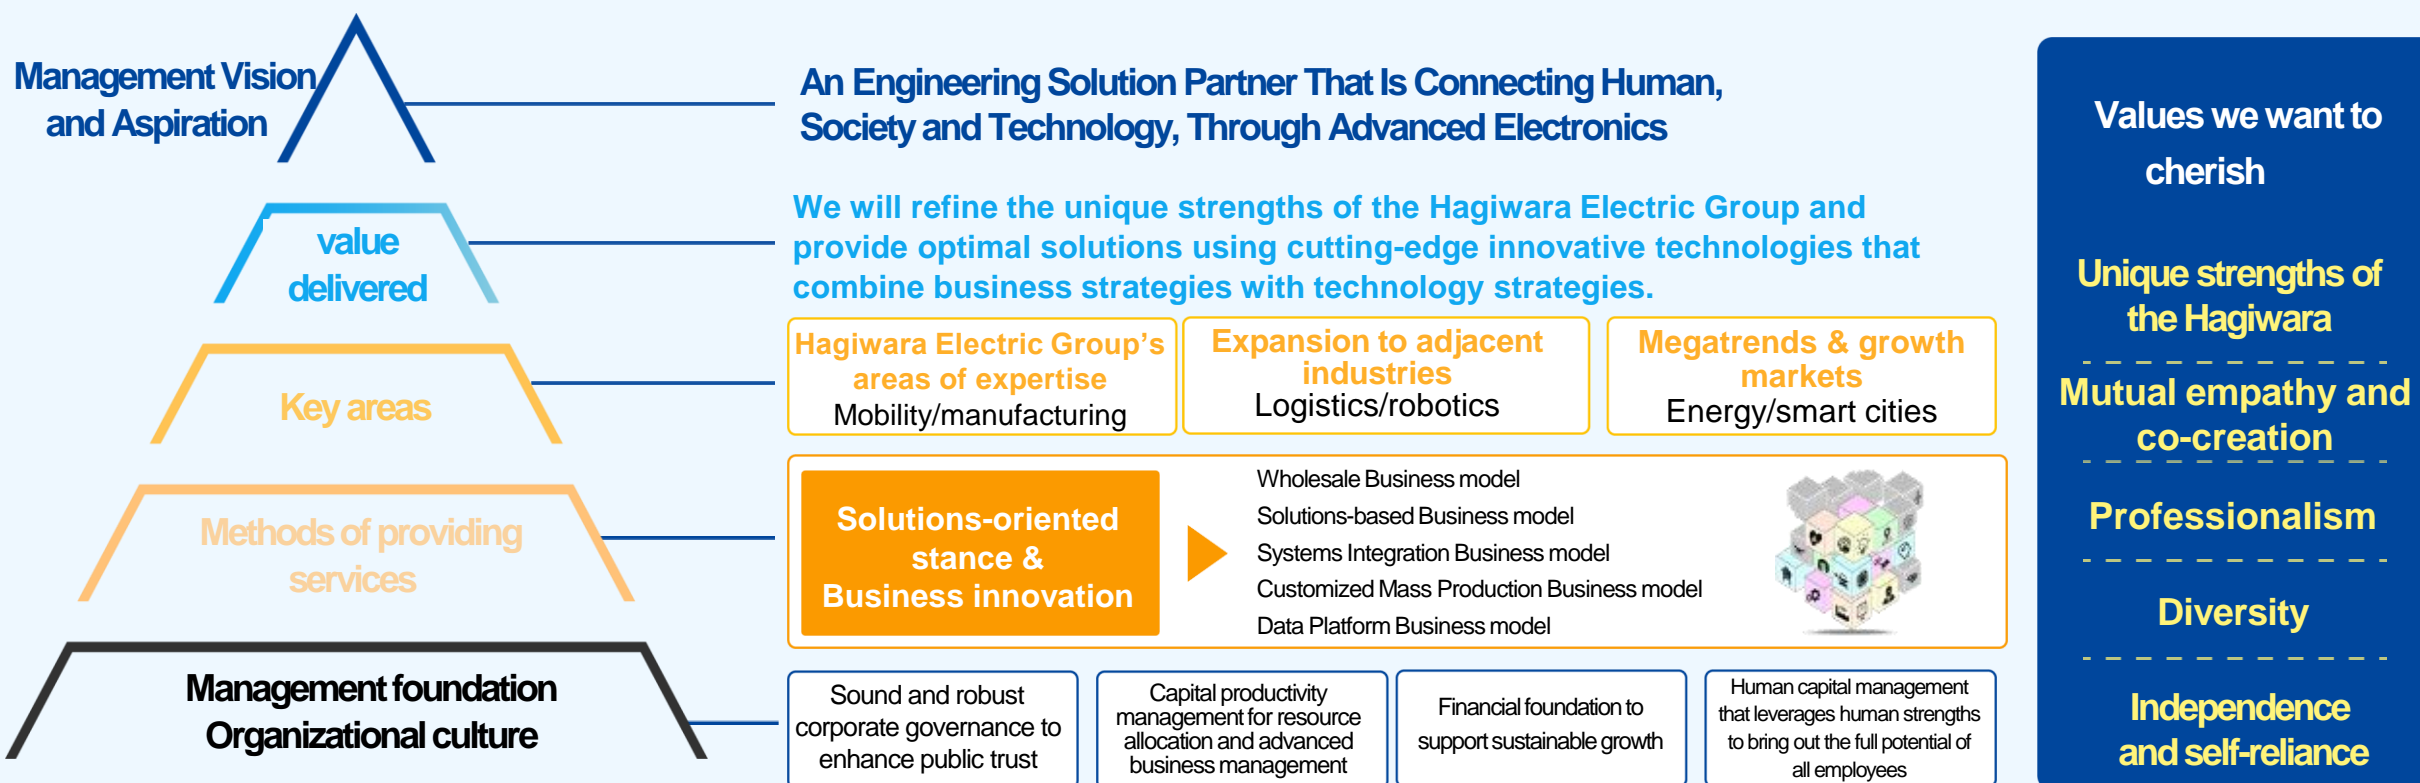 Management Vision
and Aspiration
An Engineering Solution Partner That Is Connecting Human,
Society and Technology, Through Advanced Electronics
value
delivered
We will refine the unique strengths of the Hagiwara Electric Group and
provide optimal solutions using cutting-edge innovative technologies that
combine business strategies with technology strategies.
Key areas
Hagiwara Electric Group's
areas of expertise
Mobility/manufacturing
Expansion to adjacent
industries
Logistics/robotics
Megatrends & growth
markets
Energy/smart cities
Methods of providing
services
Solutions-oriented
stance &
Business innovation
Wholesale Business model
Solutions-based Business model
Systems Integration Business model
Customized Mass Production Business model
Data Platform Business model
Management foundation
Organizational culture
Sound and robust
corporate governance to
enhance public trust
Capital productivity
management for resource
allocation and advanced
business management
Financial foundation to
support sustainable growth
Human capital management
that leverages human strengths
to bring out the full potential of
all employees
Values we want to
cherish
Unique strengths of
the Hagiwara
Mutual empathy and
co-creation
Professionalism
Diversity
Independence
and self-reliance